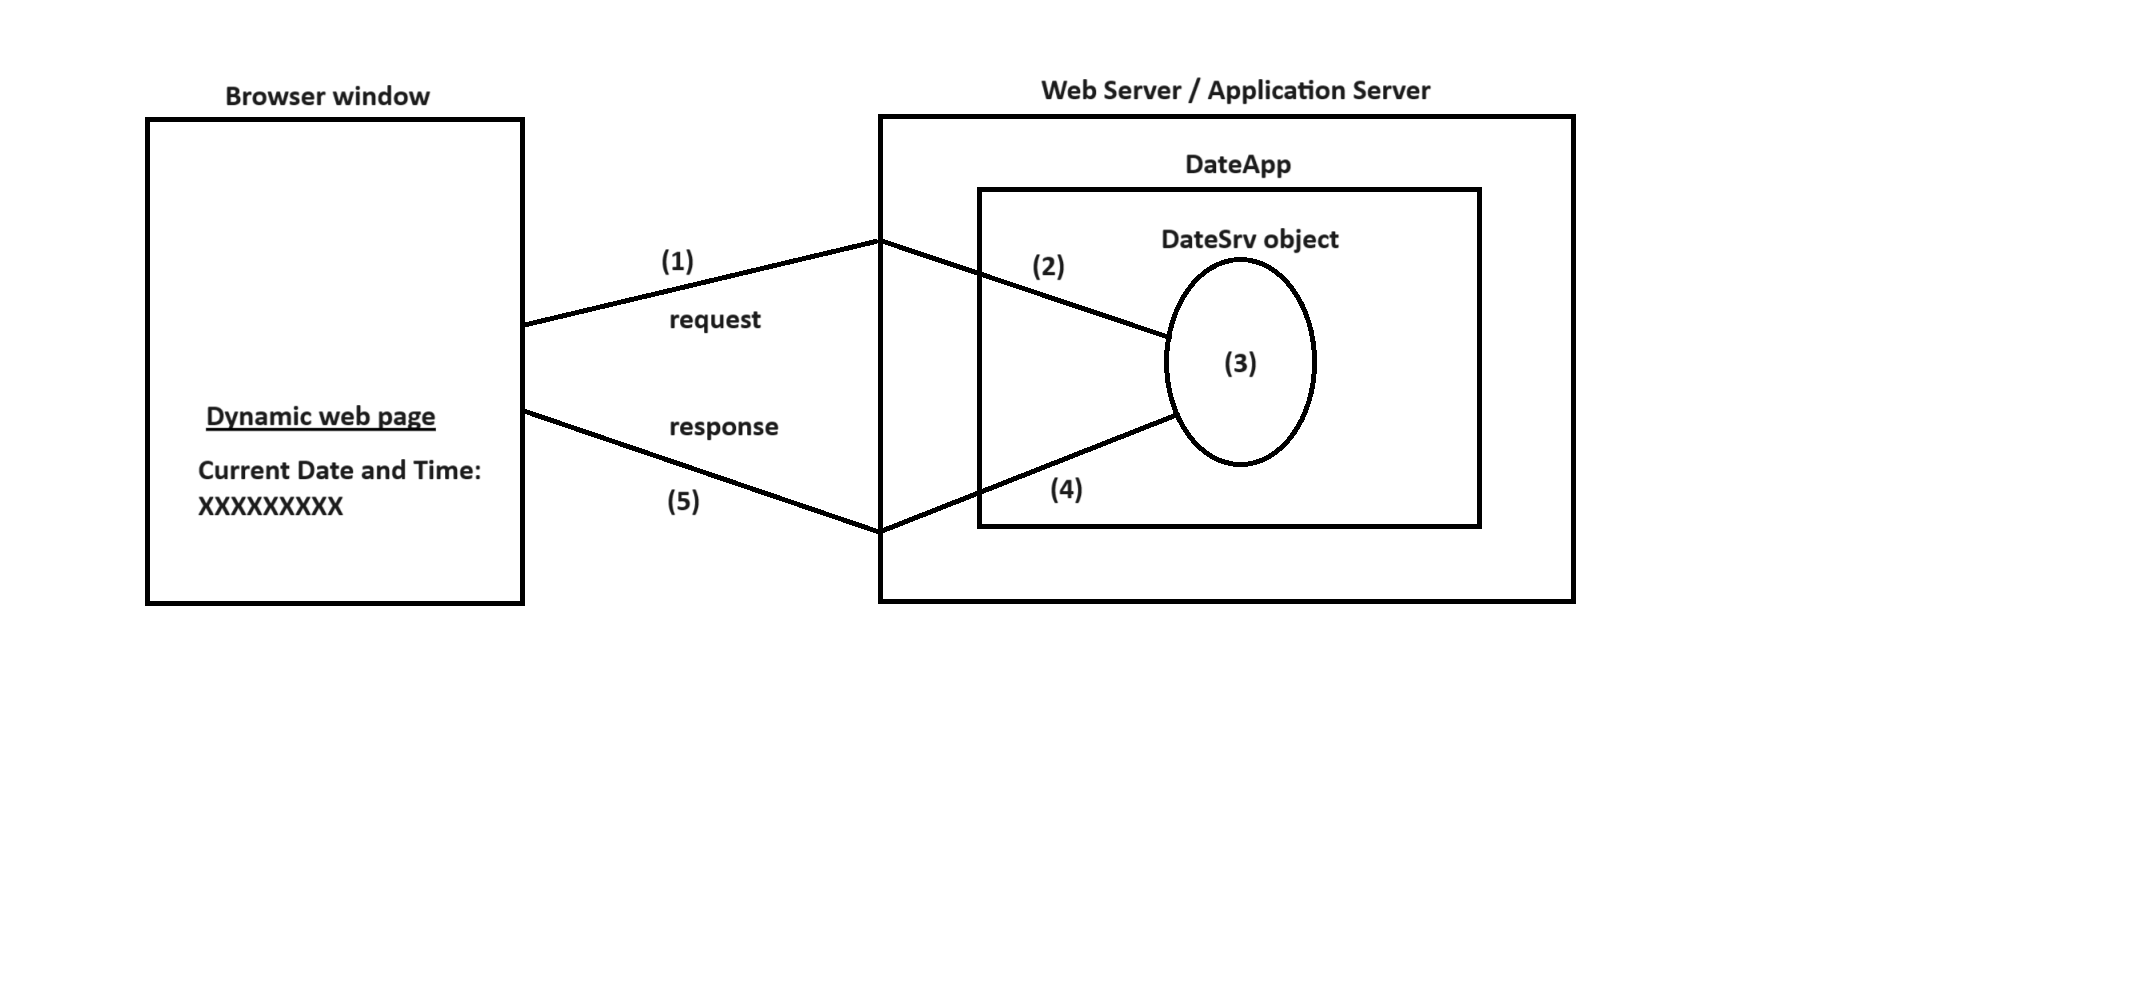 Browser window
Web Server / Application Server
DateApp
DateSrv object
(1)
(2)
request
(3)
Dynamic web page
response
Current Date and Time:
XXXXXXXXX
(5)
(4)